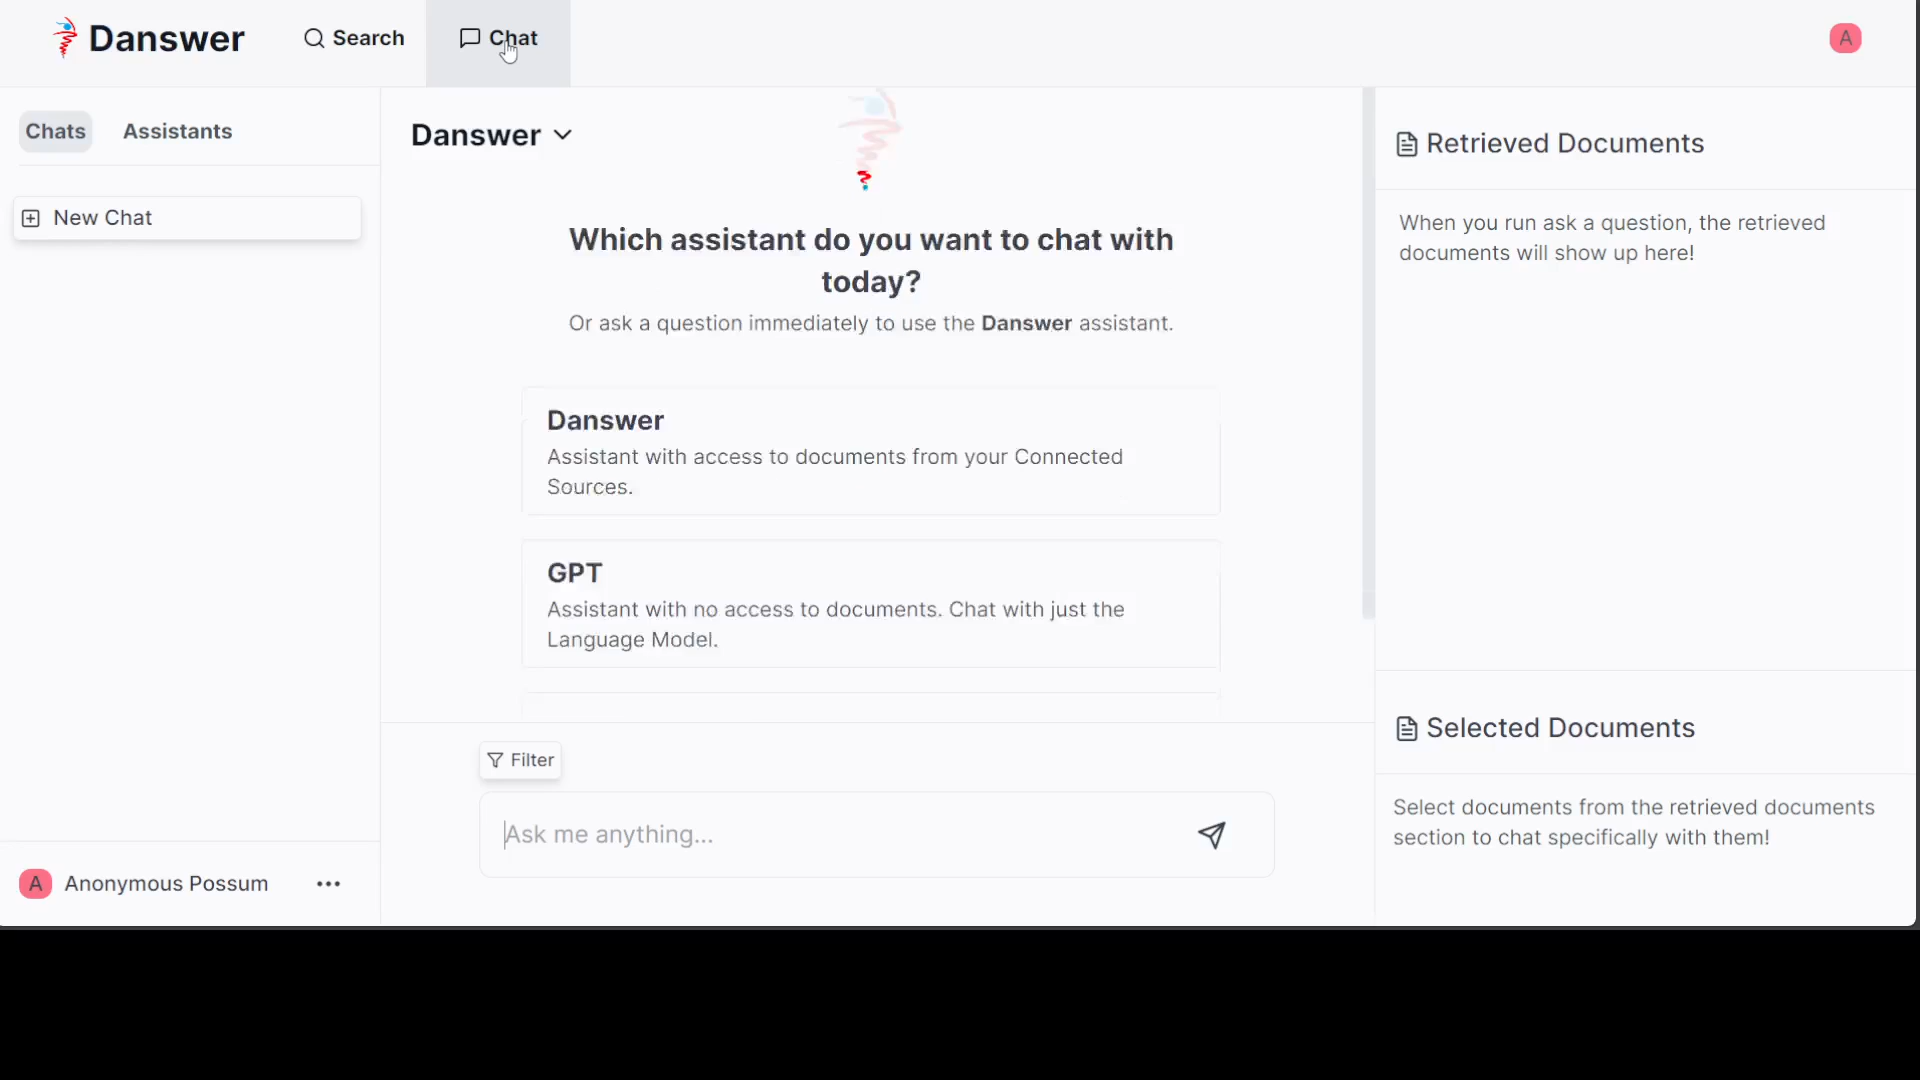 Danswer
Search
Chat
A
Chats
Assistants
New Chat
Danswer
Which assistant do you want to chat with
today?
Or ask a question immediately to use the Danswer assistant.
Danswer
Assistant with access to documents from your Connected
Sources.
GPT
Assistant with no access to documents. Chat with just the
Language Model.
Filter
Ask me anything...
Retrieved Documents
When you run ask a question, the retrieved
documents will show up here!
Selected Documents
Select documents from the retrieved documents
section to chat specifically with them!
A
Anonymous Possum